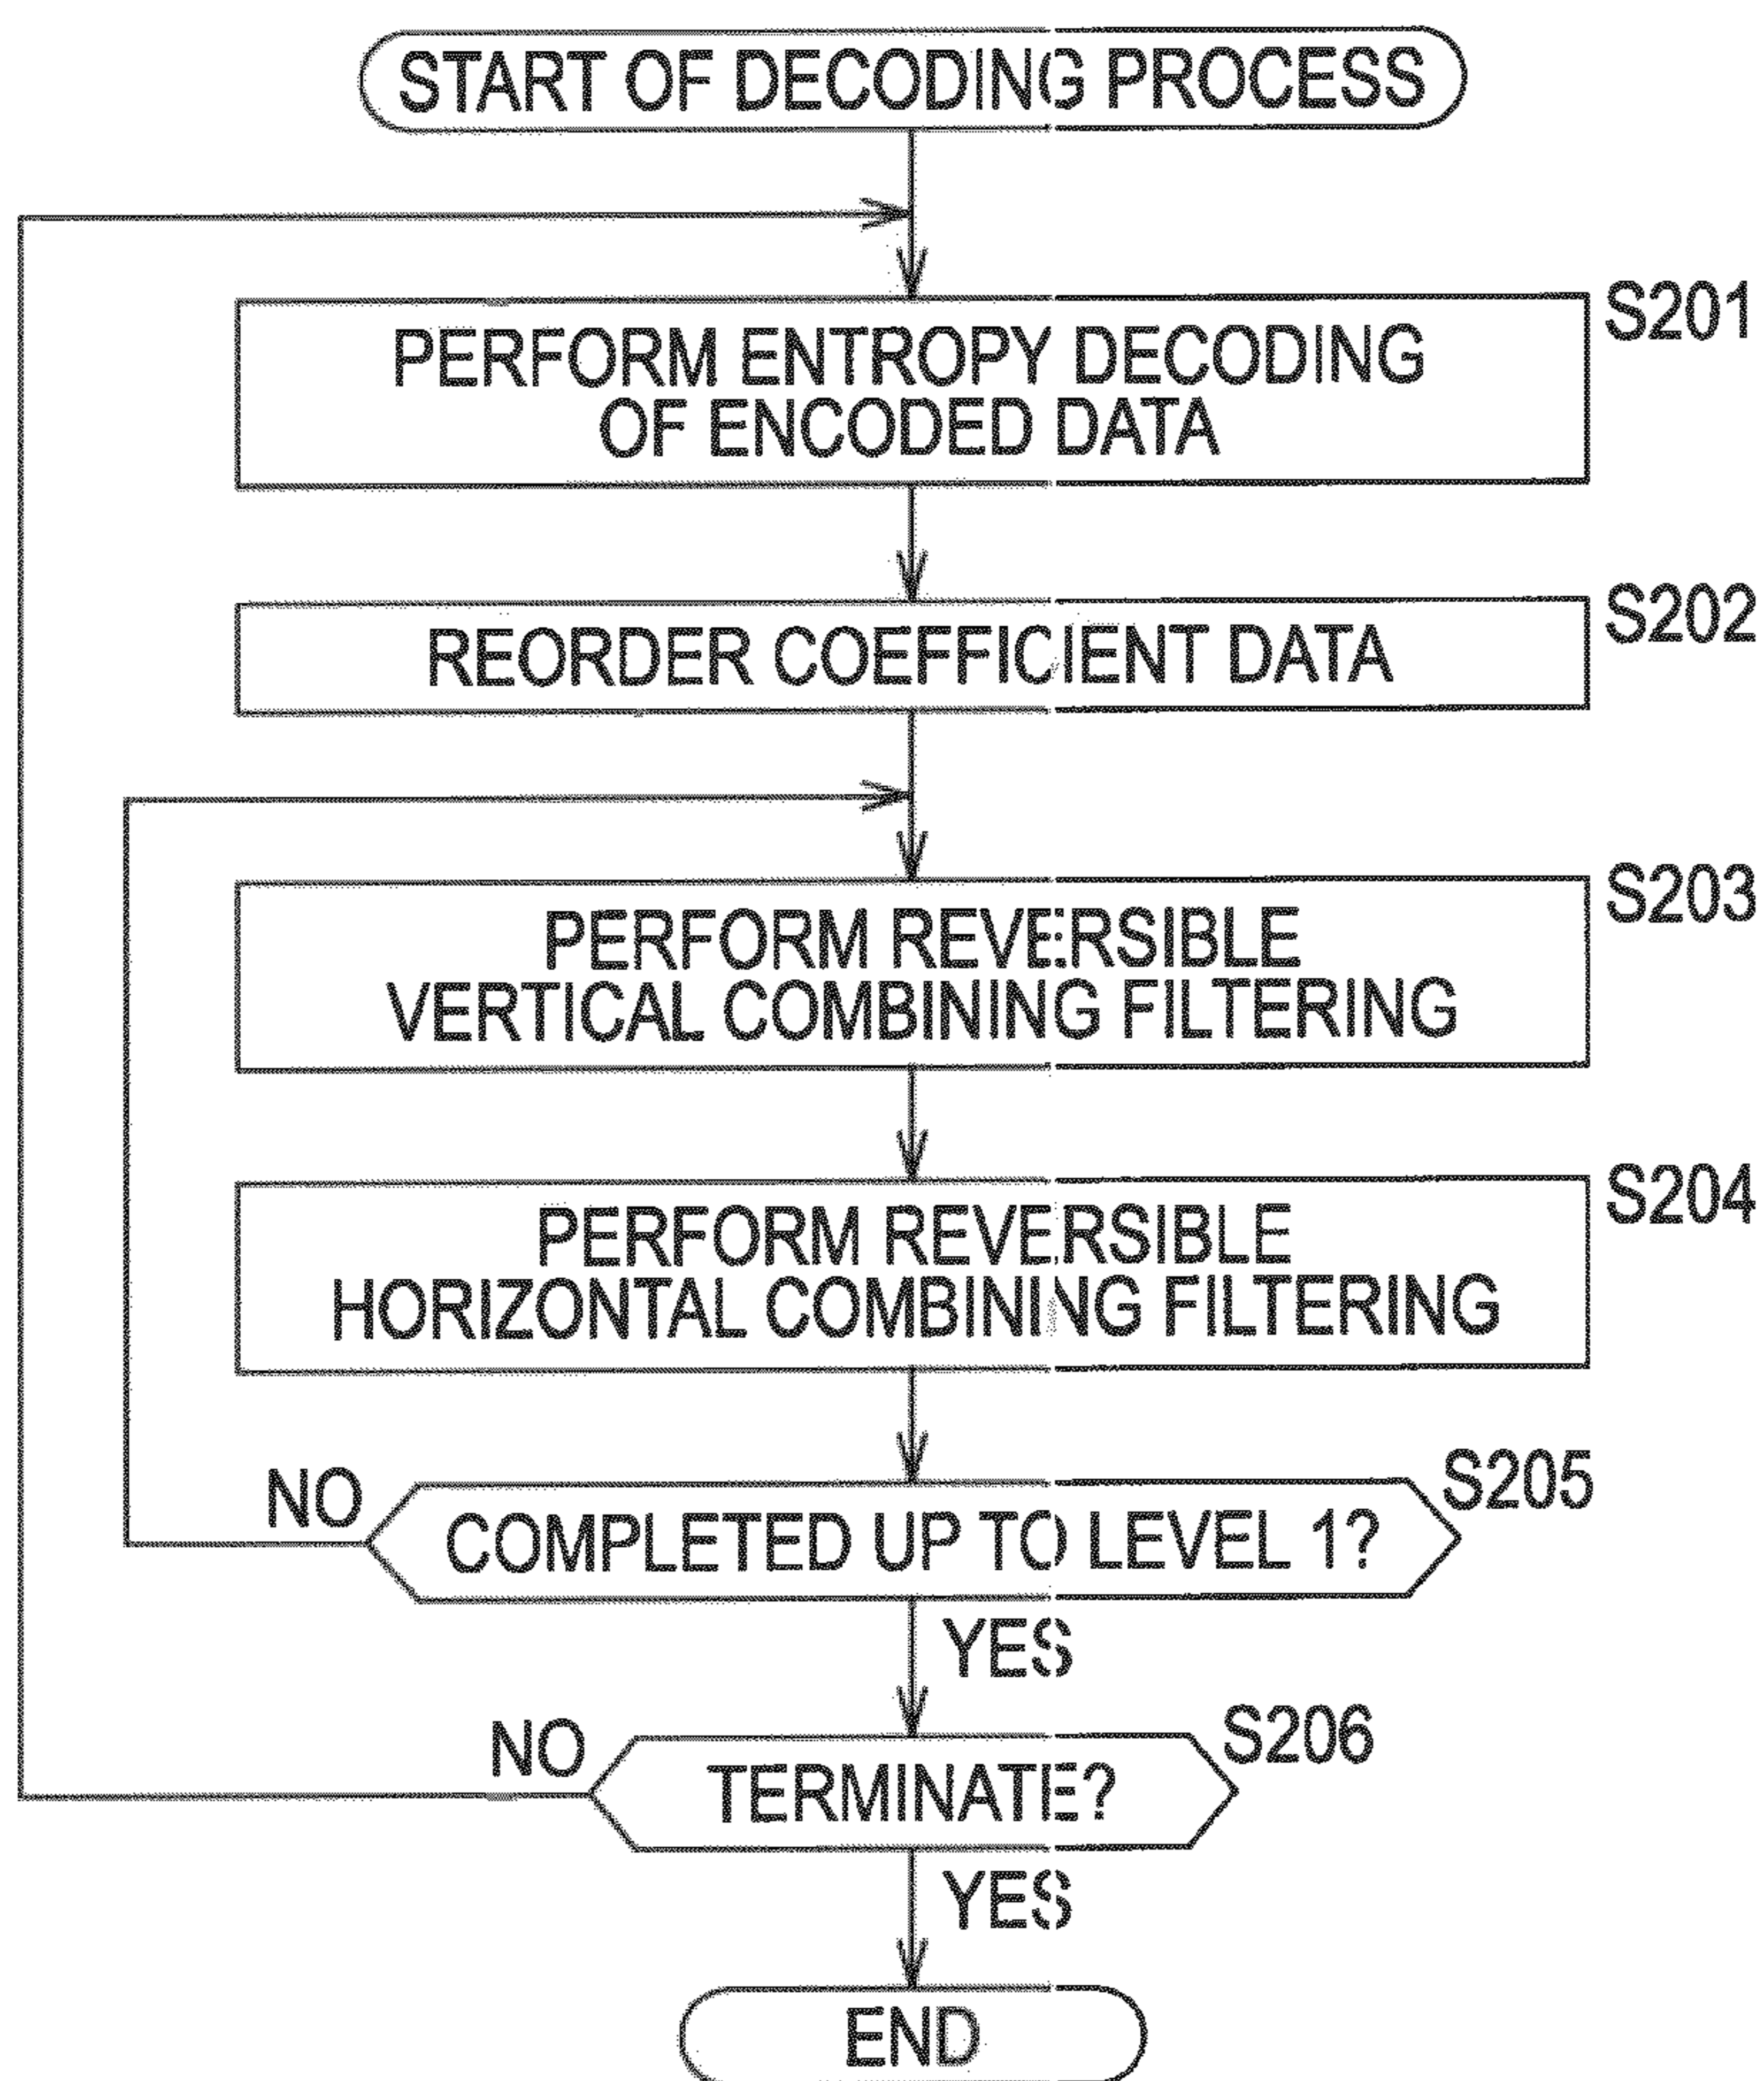 START OF DECODING PROCESS
S201
PERFORM ENTROPY DECODING
OF ENCODED DATA
S202
REORDER COEFFICIENT DATA
S203
PERFORM REVERSIBLE
VERTICAL COMBINING FILTERING
S204
PERFORM REVERSIBLE
HORIZONTAL COMBINING FILTERING
NO
S205
COMPLETED UP TO LEVEL 1?
YES
NO
S206
TERMINATE?
YES
END